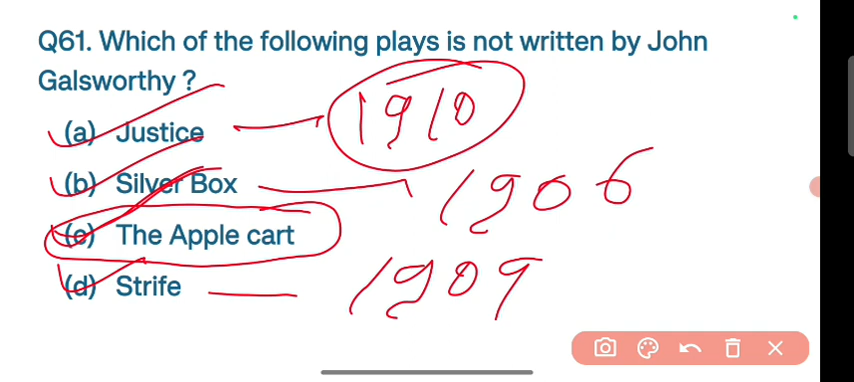 Q61. Which of the following plays is not written by John
Galsworthy ?
(a) Justice 1910
(b) Silver Box 1906
(c) The Apple cart
(d) Strife 1909